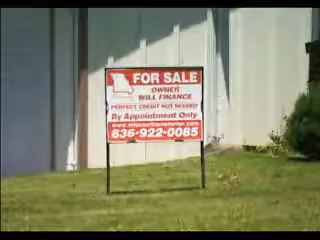 FOR SALE
OWNER
WILL FINANCE
PERFECT CREDIT NOT NEEDED
By Appointment Only
636-922-0085